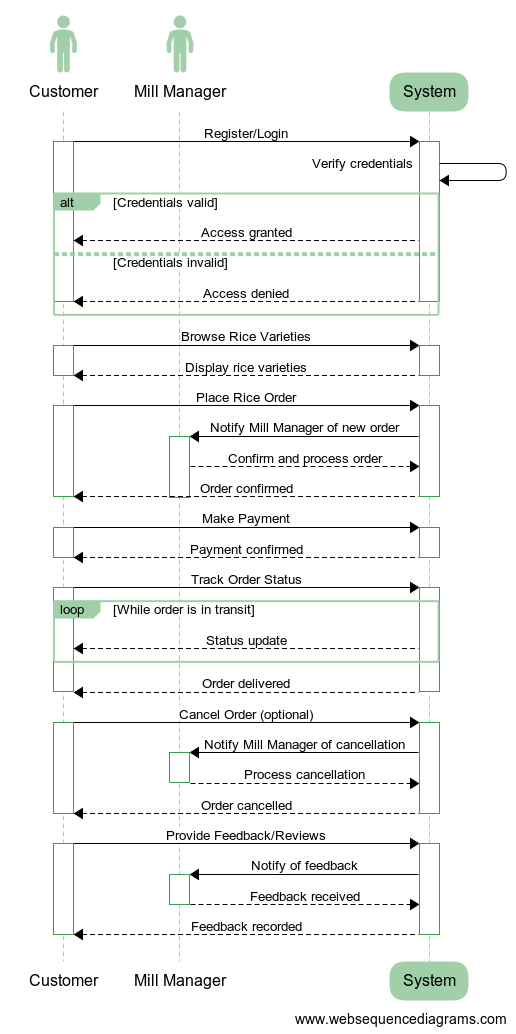 Customer
Mill Manager
System
Register/Login
Verify credentials
alt
[Credentials valid]
Access granted
[Credentials invalid]
Access denied
Browse Rice Varieties
Display rice varieties
Place Rice Order
Notify Mill Manager of new order
Confirm and process order
Order confirmed
Make Payment
Payment confirmed
Track Order Status
loop
[While order is in transit]
Status update
Order delivered
Cancel Order (optional)
Notify Mill Manager of cancellation
Process cancellation
Order cancelled
Provide Feedback/Reviews
Notify of feedback
Feedback received
Feedback recorded
Customer
Mill Manager
System
www.websequencediagrams.com